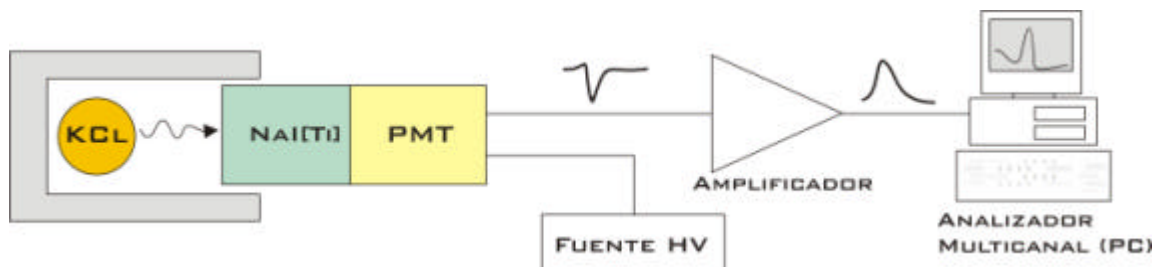 KCl
NaI[Tl]
PMT
Amplificador
Fuente HV
Analizador
Multicanal (PC)